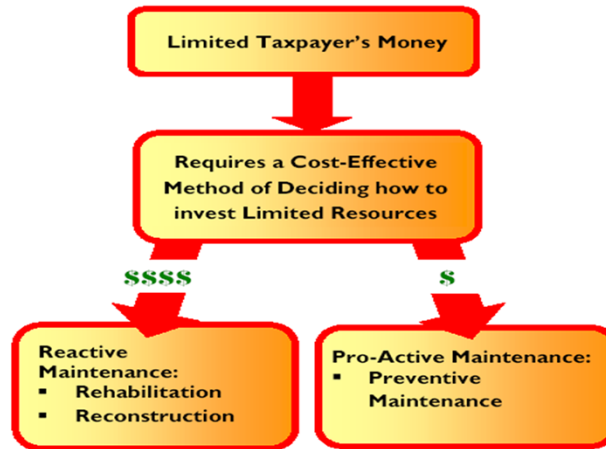 Limited Taxpayer's Money
Requires a Cost-Effective
Method of Deciding how to
invest Limited Resources
$$$$
$
Reactive
Maintenance:
▪ Rehabilitation
▪ Reconstruction
Pro-Active Maintenance:
▪ Preventive
Maintenance